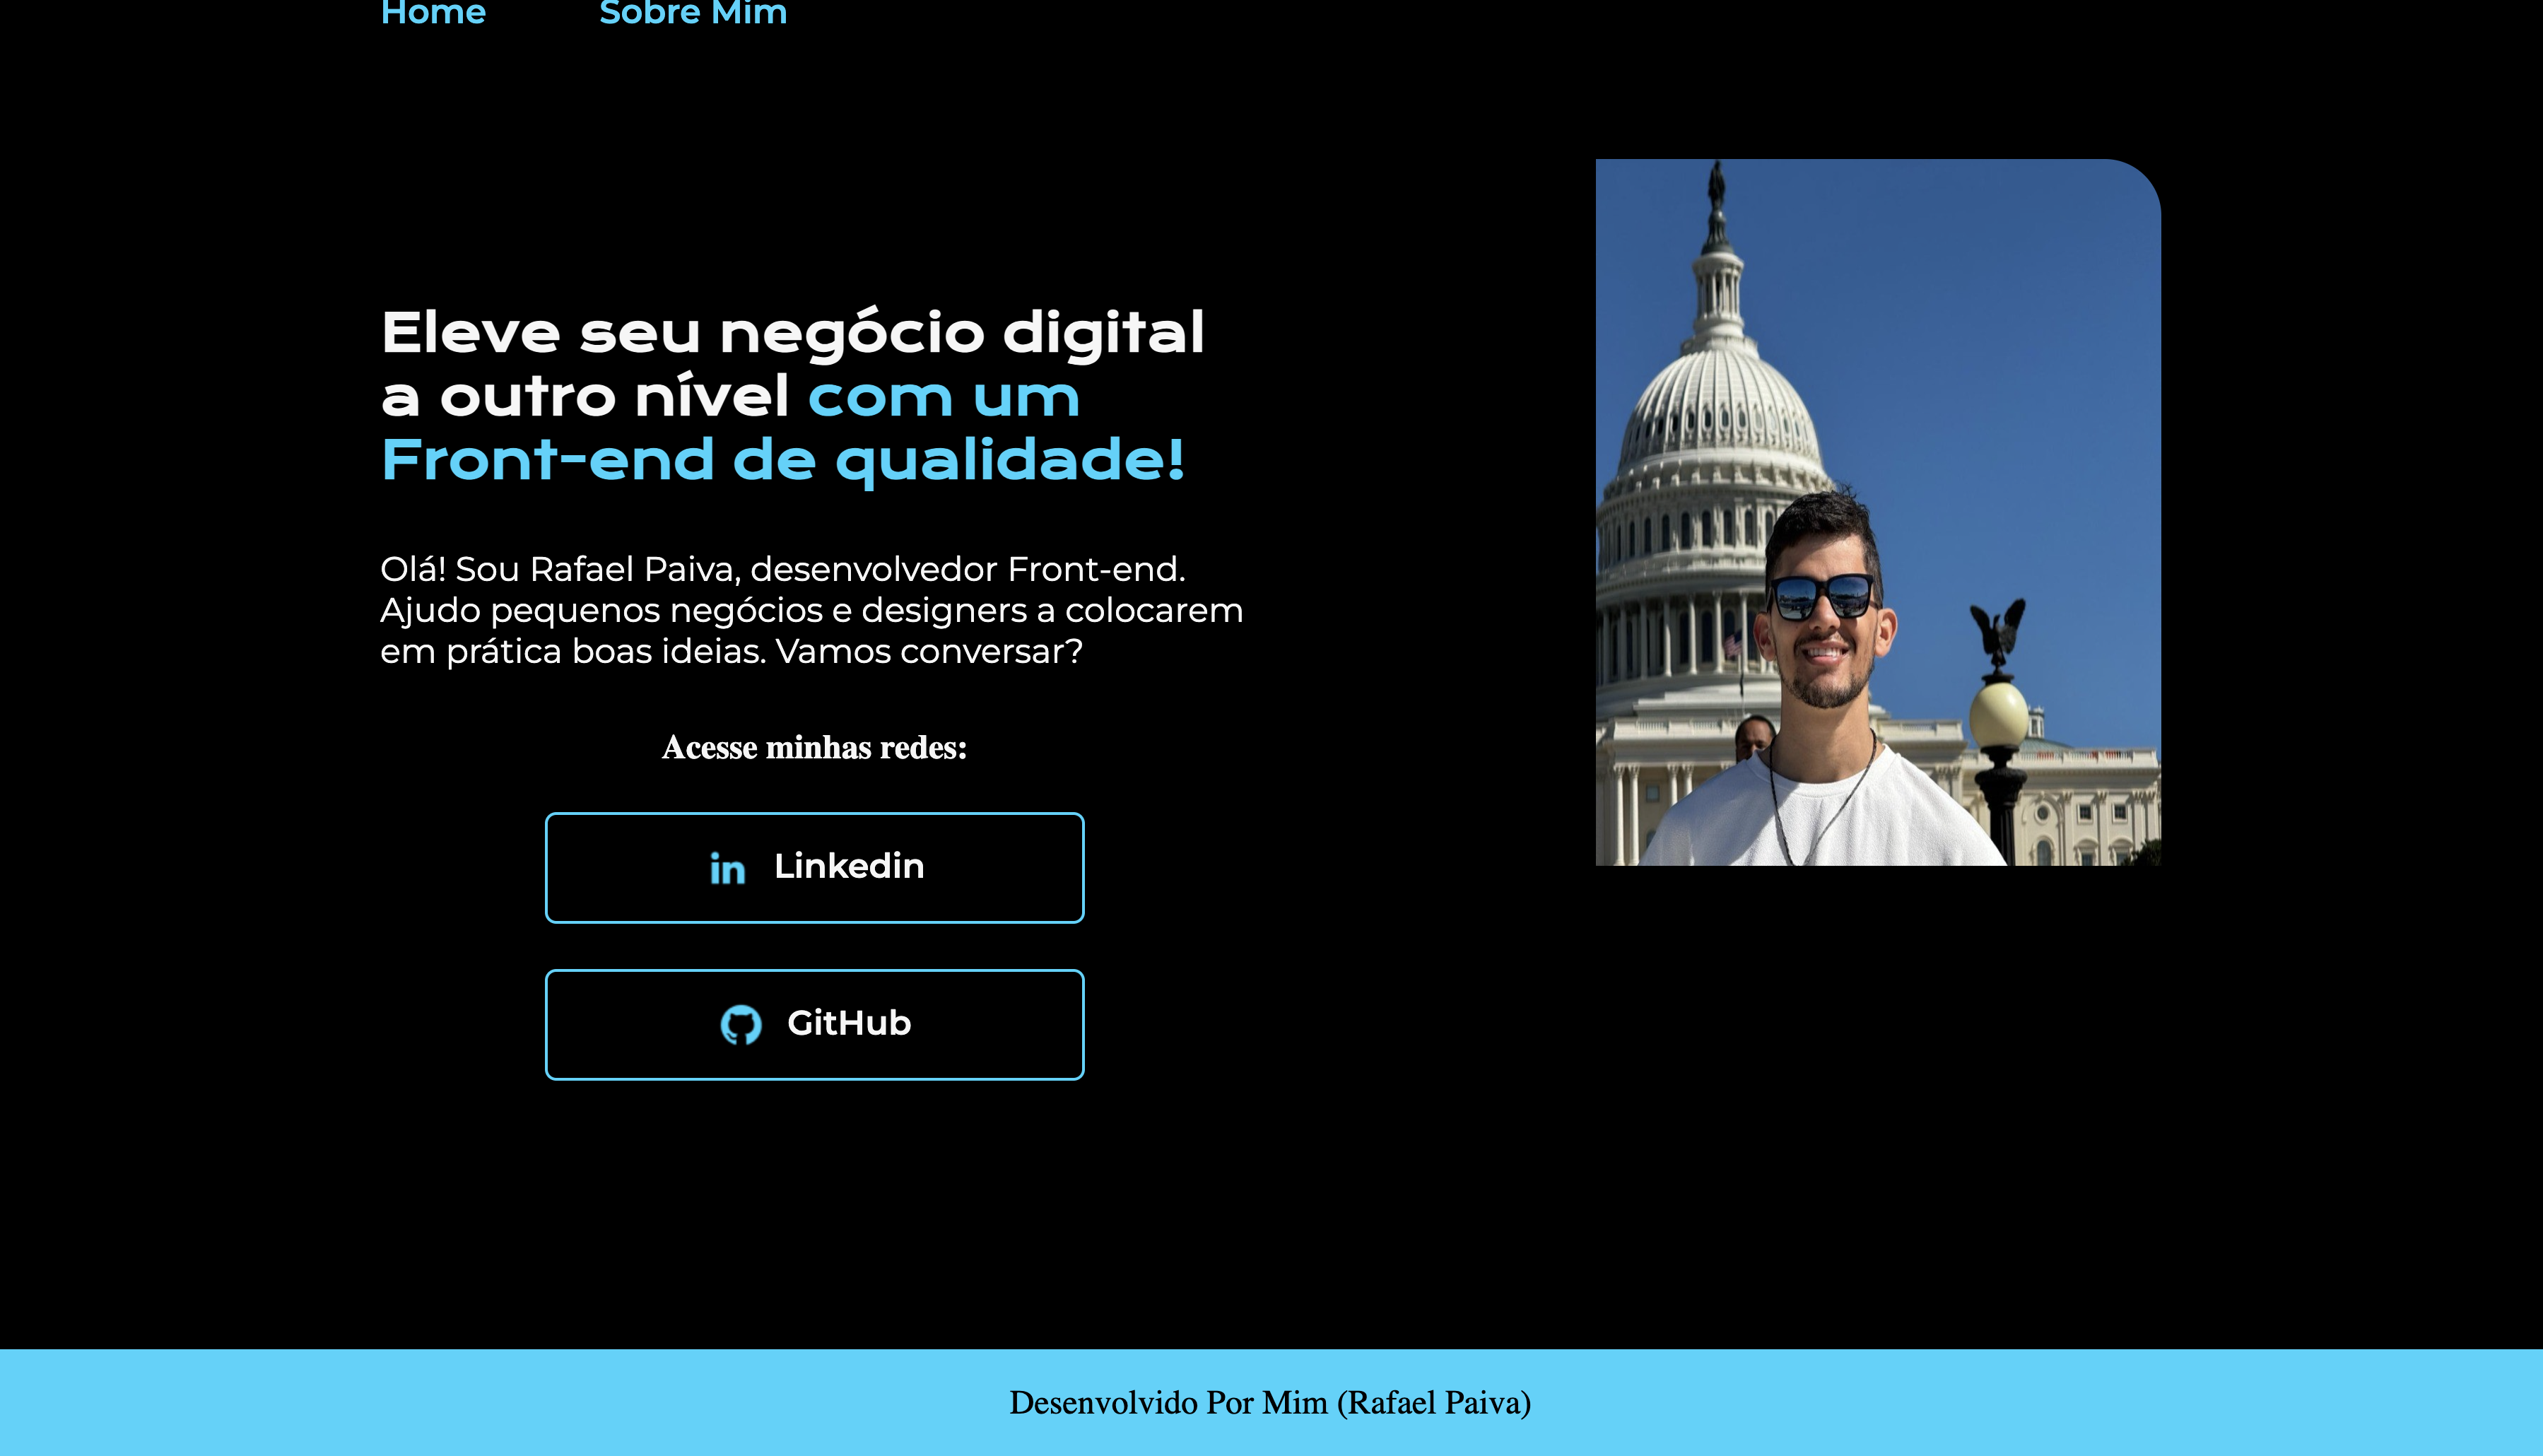 Home Sobre Mim
Eleve seu negócio digital
a outro nível com um
Front-end de qualidade!
Olá! Sou Rafael Paiva, desenvolvedor Front-end.
Ajudo pequenos negócios e designers a colocarem
em prática boas ideias. Vamos conversar?
Acesse minhas redes:
in Linkedin
GitHub
Desenvolvido Por Mim (Rafael Paiva)